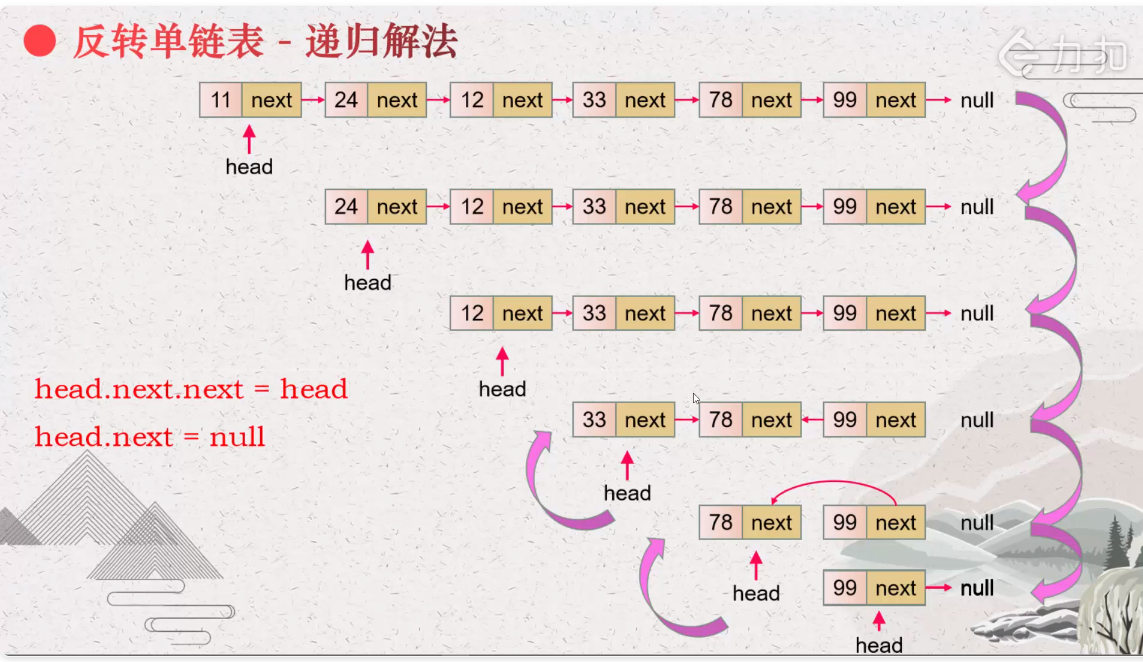 反转单链表 - 递归解法
力扣
11 next 24 next 12 next 33 next 78 next 99 next null
head
24 next 12 next 33 next 78 next 99 next null
head
12 next 33 next 78 next 99 next null
head
head.next.next = head
33 next 78 next 99 next null
head.next = null
head
78 next 99 next null
head
99 next null
head